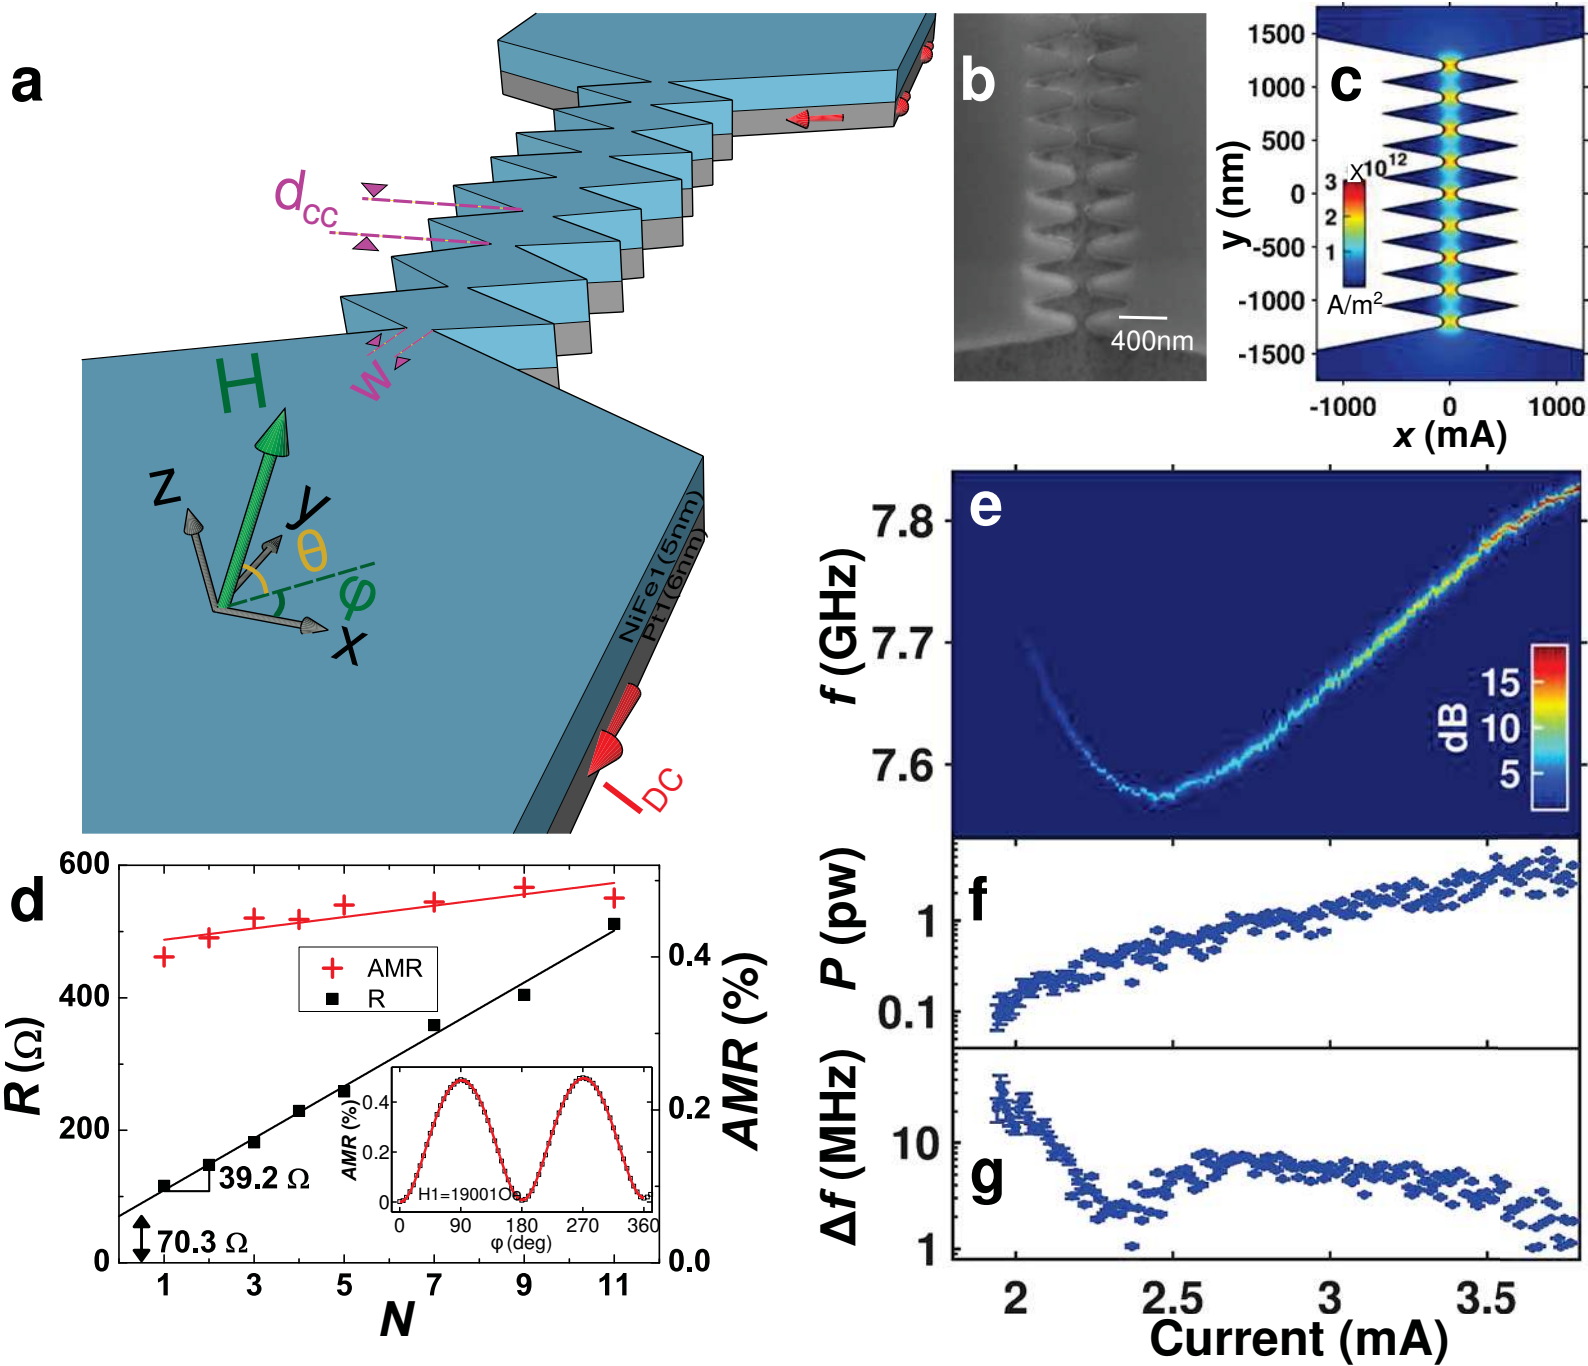 a
d_cc
w
H
z
y
θ
φ
x
NiFe1(5nm)
Pt1(6nm)
I_DC
b
400nm
c
y (nm)
1500
1000
500
0
-500
-1000
-1500
X10^12
3
2
1
A/m^2
-1000 0 1000
x (mA)
d
R (Ω)
600
400
200
0
AMR
R
39.2 Ω
70.3 Ω
1 3 5 7 9 11
N
AMR (%)
0.4
0.2
0.0
AMR (%)
0.4
0.2
0
H1=19001Oe
0 90 180 270 360
φ (deg)
e
f (GHz)
7.8
7.7
7.6
dB
15
10
5
f
P (pw)
1
0.1
g
Δf (MHz)
10
1
2 2.5 3 3.5
Current (mA)